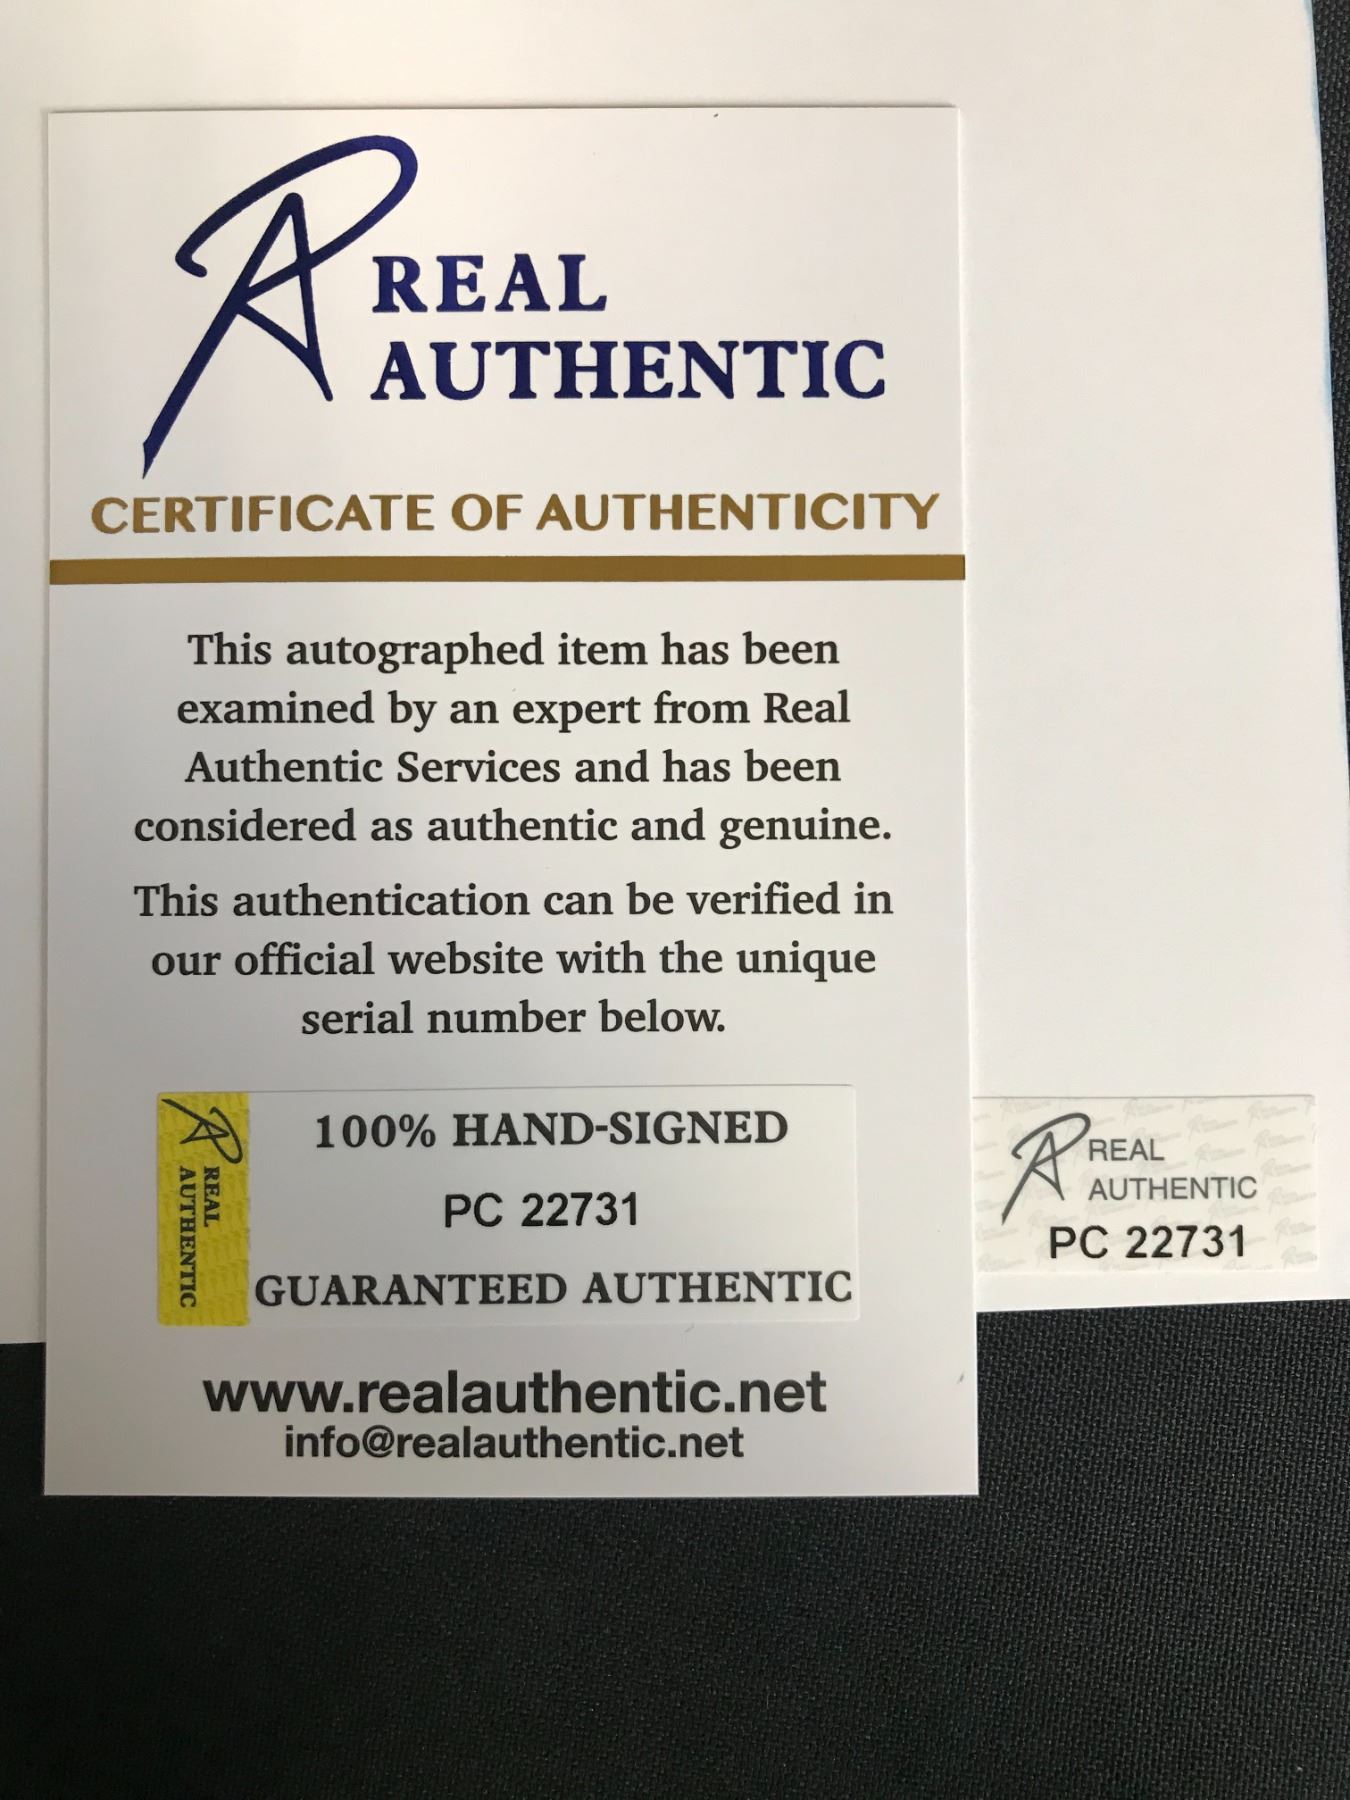 REAL
AUTHENTIC
CERTIFICATE OF AUTHENTICITY
This autographed item has been
examined by an expert from Real
Authentic Services and has been
considered as authentic and genuine.
This authentication can be verified in
our official website with the unique
serial number below.
REAL
AUTHENTIC
100% HAND-SIGNED
PC 22731
GUARANTEED AUTHENTIC
www.realauthentic.net
info@realauthentic.net
REAL
AUTHENTIC
PC 22731